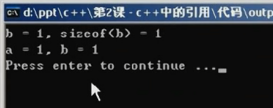 d:\ppt\c++\第2课 - c++中的引用\代码\outp
b = 1, sizeof(b) = 1
a = 1, b = 1
Press enter to continue ...